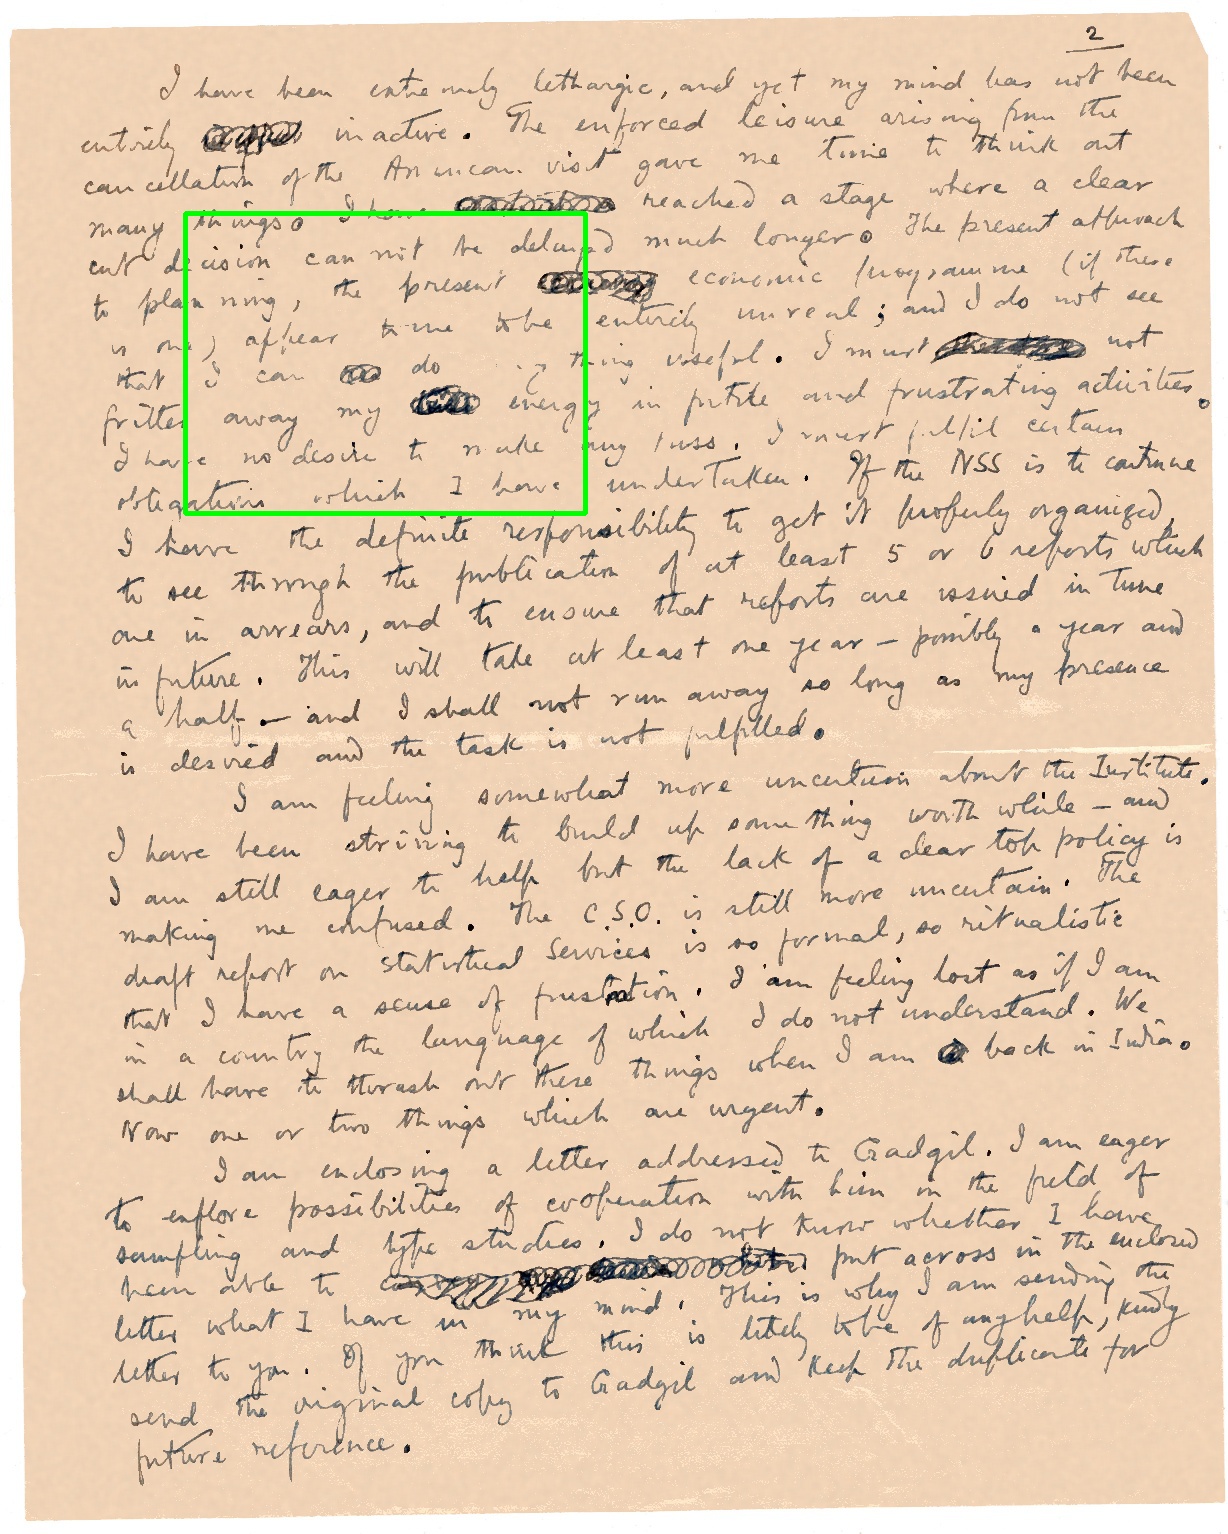 2
I have been extremely lethargic, and yet my mind has not been
entirely inactive. The enforced leisure arising from the
cancellation of the American visit gave me time to think out
many things. I have reached a stage where a clear
cut decision can not be delayed much longer. The present approach
to planning, the present economic programme (if there
is one) appear to me to be entirely unreal; and I do not see
that I can do thing useful. I must not
fritter away my energy in futile and frustrating activities.
I have no desire to make any fuss. I must fulfil certain
obligations which I have undertaken. If the NSS is to continue
I have the definite responsibility to get it properly organized,
to see through the publication of at least 5 or 6 reports which
are in arrears, and to ensure that reports are issued in time
in future. This will take at least one year – possibly a year and
a half – and I shall not run away so long as my presence
is desired and the task is not fulfilled.
I am feeling somewhat more uncertain about the Institute.
I have been striving to build up something worth while – and
I am still eager to help but the lack of a clear top policy is
making me confused. The C.S.O. is still more uncertain. The
draft report on Statistical Services is so formal, so ritualistic
that I have a sense of frustration. I am feeling lost as if I am
in a country the language of which I do not understand. We
shall have to thrash out these things when I am back in India.
Now one or two things which are urgent.
I am enclosing a letter addressed to Gadgil. I am eager
to explore possibilities of cooperation with him in the field of
sampling and type studies. I do not know whether I have
been able to put across in the enclosed
letter what I have in my mind. This is why I am sending the
letter to you. If you think this is likely to be of any help, kindly
send the original copy to Gadgil and keep the duplicate for
future reference.